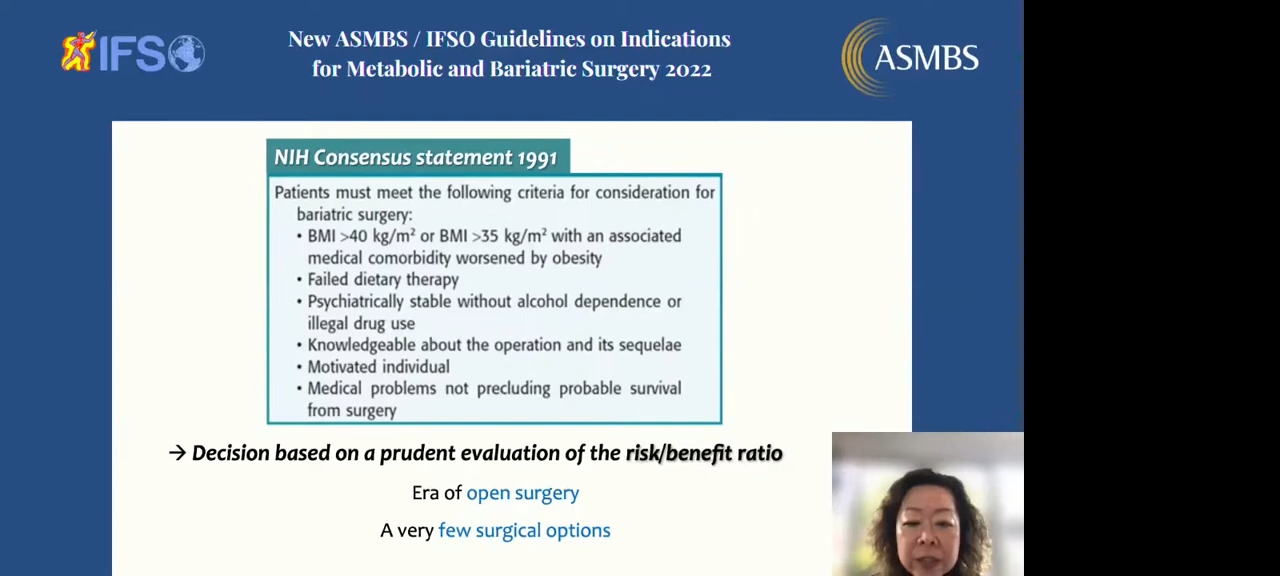 IFSO
New ASMBS / IFSO Guidelines on Indications
for Metabolic and Bariatric Surgery 2022
ASMBS
NIH Consensus statement 1991
Patients must meet the following criteria for consideration for
bariatric surgery:
• BMI >40 kg/m² or BMI >35 kg/m² with an associated
medical comorbidity worsened by obesity
• Failed dietary therapy
• Psychiatrically stable without alcohol dependence or
illegal drug use
• Knowledgeable about the operation and its sequelae
• Motivated individual
• Medical problems not precluding probable survival
from surgery
→ Decision based on a prudent evaluation of the risk/benefit ratio
Era of open surgery
A very few surgical options